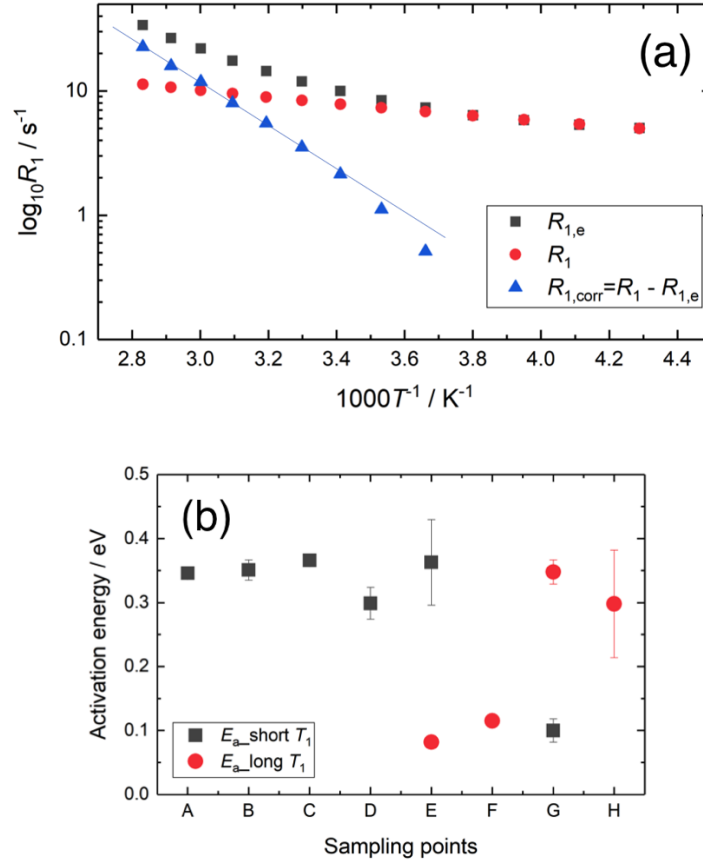 (a)
10
1
0.1
log₁₀R₁ / s⁻¹
R₁,ₑ
R₁
R₁,corr=R₁ - R₁,ₑ
2.8 3.0 3.2 3.4 3.6 3.8 4.0 4.2 4.4
1000T⁻¹ / K⁻¹
(b)
0.5
0.4
0.3
0.2
0.1
0.0
Activation energy / eV
Eₐ_short T₁
Eₐ_long T₁
A B C D E F G H
Sampling points